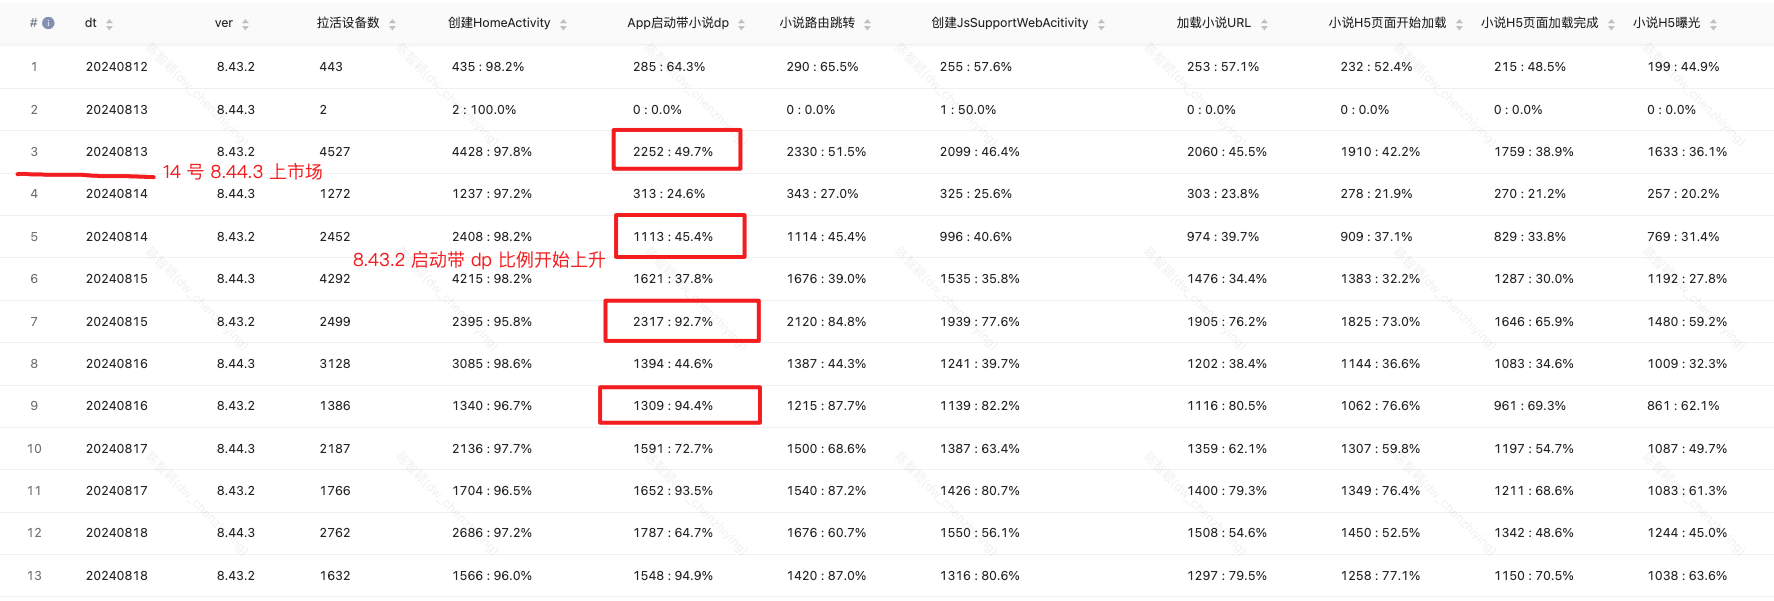 # dt ver 拉活设备数 创建HomeActivity App启动带小说dp 小说路由跳转 创建JsSupportWebAcitivity 加载小说URL 小说H5页面开始加载 小说H5页面加载完成 小说H5曝光
1 20240812 8.43.2 443 435 : 98.2% 285 : 64.3% 290 : 65.5% 255 : 57.6% 253 : 57.1% 232 : 52.4% 215 : 48.5% 199 : 44.9%
2 20240813 8.44.3 2 2 : 100.0% 0 : 0.0% 0 : 0.0% 1 : 50.0% 0 : 0.0% 0 : 0.0% 0 : 0.0% 0 : 0.0%
3 20240813 8.43.2 4527 4428 : 97.8% 2252 : 49.7% 2330 : 51.5% 2099 : 46.4% 2060 : 45.5% 1910 : 42.2% 1759 : 38.9% 1633 : 36.1%
14 号 8.44.3 上市场
4 20240814 8.44.3 1272 1237 : 97.2% 313 : 24.6% 343 : 27.0% 325 : 25.6% 303 : 23.8% 278 : 21.9% 270 : 21.2% 257 : 20.2%
5 20240814 8.43.2 2452 2408 : 98.2% 1113 : 45.4% 1114 : 45.4% 996 : 40.6% 974 : 39.7% 909 : 37.1% 829 : 33.8% 769 : 31.4%
8.43.2 启动带 dp 比例开始上升
6 20240815 8.44.3 4292 4215 : 98.2% 1621 : 37.8% 1676 : 39.0% 1535 : 35.8% 1476 : 34.4% 1383 : 32.2% 1287 : 30.0% 1192 : 27.8%
7 20240815 8.43.2 2499 2395 : 95.8% 2317 : 92.7% 2120 : 84.8% 1939 : 77.6% 1905 : 76.2% 1825 : 73.0% 1646 : 65.9% 1480 : 59.2%
8 20240816 8.44.3 3128 3085 : 98.6% 1394 : 44.6% 1387 : 44.3% 1241 : 39.7% 1202 : 38.4% 1144 : 36.6% 1083 : 34.6% 1009 : 32.3%
9 20240816 8.43.2 1386 1340 : 96.7% 1309 : 94.4% 1215 : 87.7% 1139 : 82.2% 1116 : 80.5% 1062 : 76.6% 961 : 69.3% 861 : 62.1%
10 20240817 8.44.3 2187 2136 : 97.7% 1591 : 72.7% 1500 : 68.6% 1387 : 63.4% 1359 : 62.1% 1307 : 59.8% 1197 : 54.7% 1087 : 49.7%
11 20240817 8.43.2 1766 1704 : 96.5% 1652 : 93.5% 1540 : 87.2% 1426 : 80.7% 1400 : 79.3% 1349 : 76.4% 1211 : 68.6% 1083 : 61.3%
12 20240818 8.44.3 2762 2686 : 97.2% 1787 : 64.7% 1676 : 60.7% 1550 : 56.1% 1508 : 54.6% 1450 : 52.5% 1342 : 48.6% 1244 : 45.0%
13 20240818 8.43.2 1632 1566 : 96.0% 1548 : 94.9% 1420 : 87.0% 1316 : 80.6% 1297 : 79.5% 1258 : 77.1% 1150 : 70.5% 1038 : 63.6%